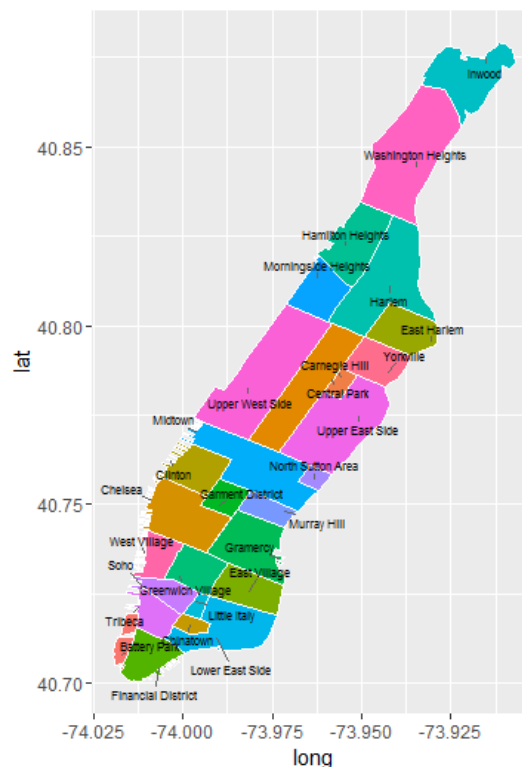 Inwood
40.85
Washington Heights
Hamilton Heights
Morningside Heights
Harlem
40.80
East Harlem
Yorkville
Carnegie Hill
Central Park
lat
Upper West Side
Midtown
Upper East Side
North Sutton Area
Clinton
Chelsea
Garment District
40.75
Murray Hill
West Village
Gramercy
Soho
East Village
Greenwich Village
Little Italy
Tribeca
Chinatown
Battery Park
Lower East Side
40.70
Financial District
-74.025 -74.000 -73.975 -73.950 -73.925
long